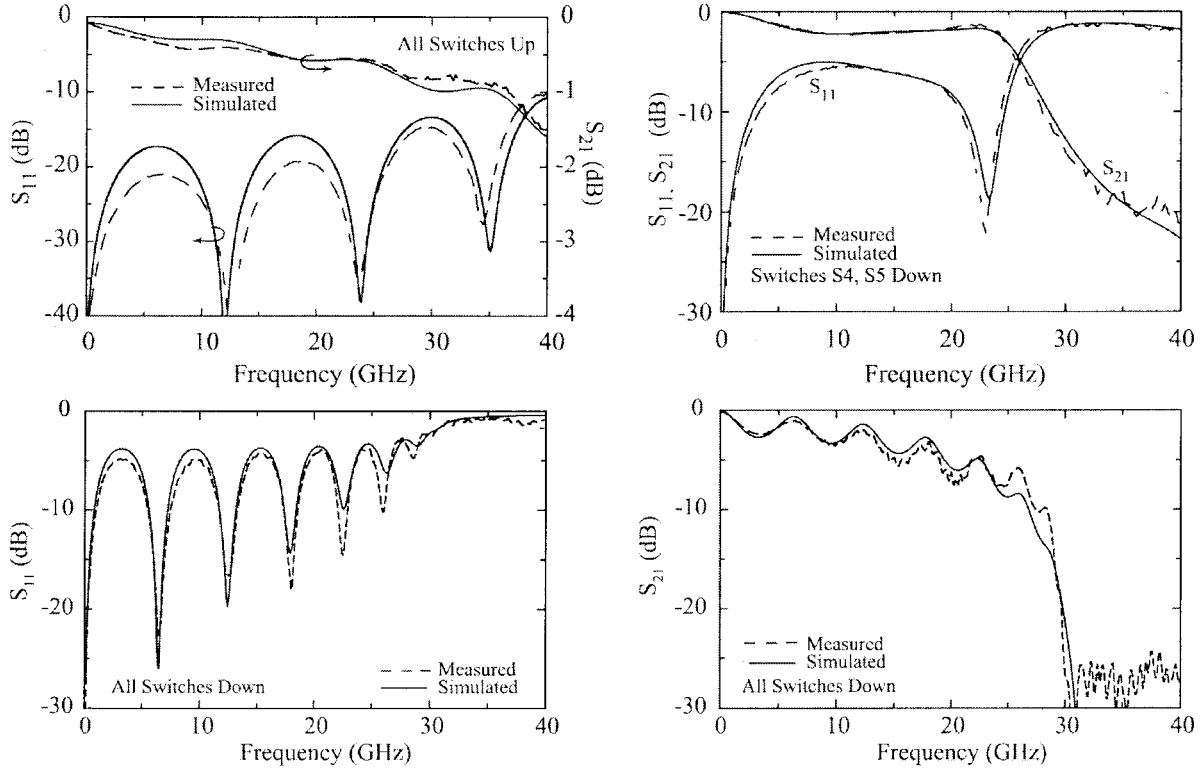 All Switches Up
Measured
Simulated
0
-10
-20
-30
-40
S11 (dB)
0
-1
-2
-3
-4
S21 (dB)
0 10 20 30 40
Frequency (GHz)
0
-10
-20
-30
S11, S21 (dB)
S11
S21
Measured
Simulated
Switches S4, S5 Down
0 5 10 15 20 25 30 35 40
Frequency (GHz)
0
-10
-20
-30
S11 (dB)
Measured
Simulated
All Switches Down
0 10 20 30 40
Frequency (GHz)
0
-10
-20
-30
S21 (dB)
Measured
Simulated
All Switches Down
0 10 20 30 40
Frequency (GHz)